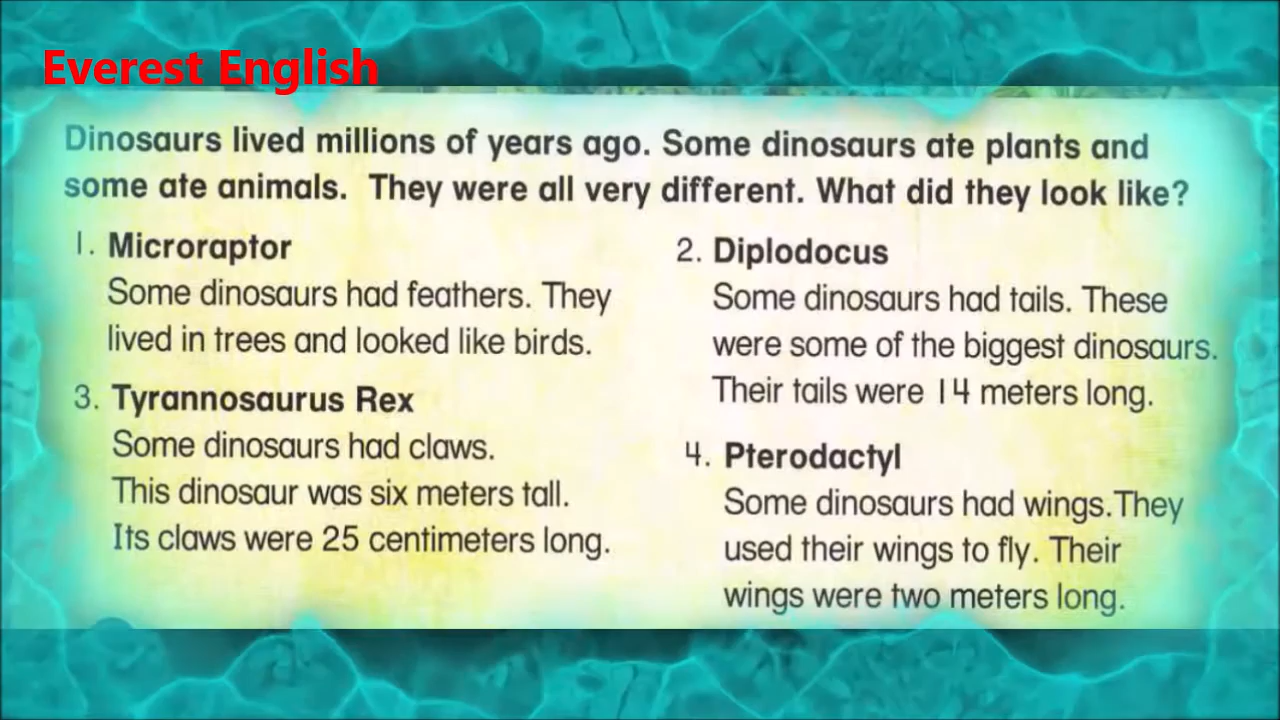 Everest English
Dinosaurs lived millions of years ago. Some dinosaurs ate plants and
some ate animals. They were all very different. What did they look like?
1. Microraptor
Some dinosaurs had feathers. They
lived in trees and looked like birds.
2. Diplodocus
Some dinosaurs had tails. These
were some of the biggest dinosaurs.
Their tails were 14 meters long.
3. Tyrannosaurus Rex
Some dinosaurs had claws.
This dinosaur was six meters tall.
Its claws were 25 centimeters long.
4. Pterodactyl
Some dinosaurs had wings.They
used their wings to fly. Their
wings were two meters long.